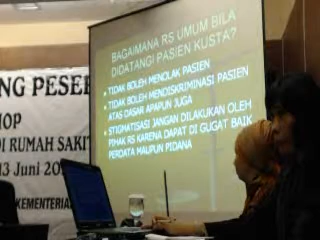 BAGAIMANA RS UMUM BILA
DIDATANGI PASIEN KUSTA?
TIDAK BOLEH MENOLAK PASIEN
TIDAK BOLEH MENDISKRIMINASI PASIEN
ATAS DASAR APAPUN JUGA
STIGMATISASI JANGAN DILAKUKAN OLEH
PIHAK RS KARENA DAPAT DI GUGAT BAIK
PERDATA MAUPUN PIDANA
NG PESER
HOP
DI RUMAH SAKIT
13 Juni 20
KEMENTERIA